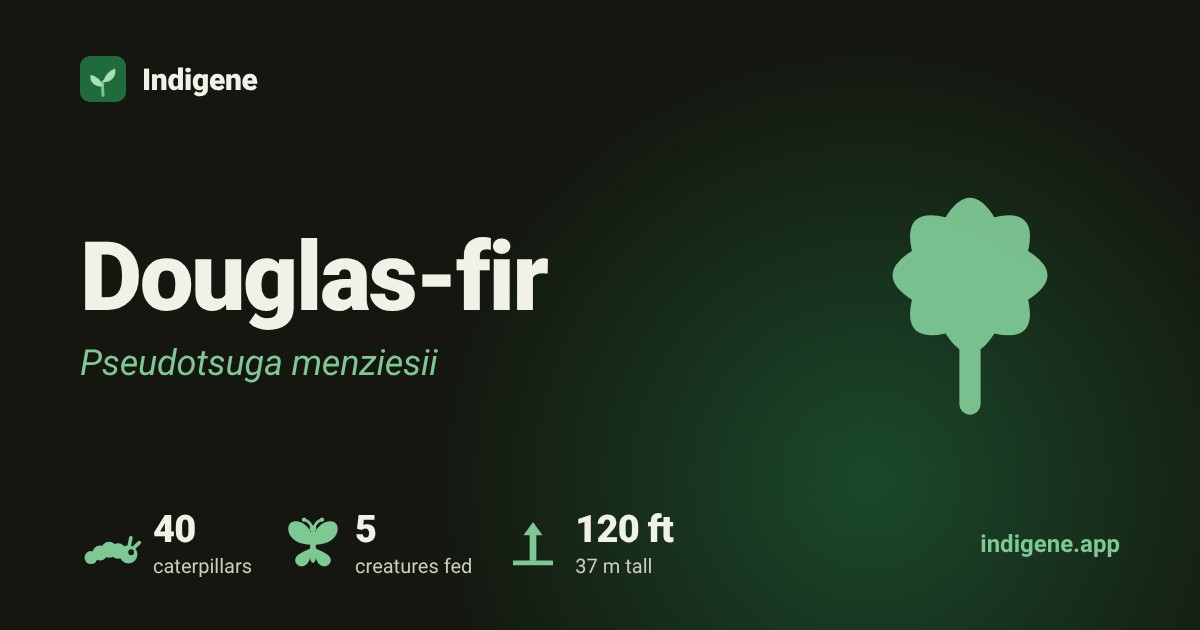 Indigene
Douglas-fir
Pseudotsuga menziesii
40
caterpillars
5
creatures fed
120 ft
37 m tall
indigene.app